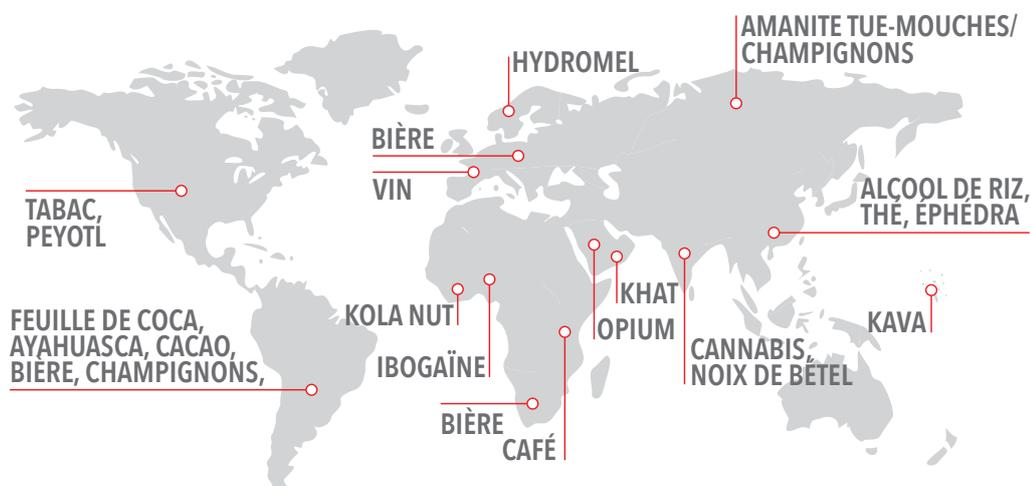 AMANITE TUE-MOUCHES/
CHAMPIGNONS
HYDROMEL
BIÈRE
VIN
TABAC,
PEYOTL
ALCOOL DE RIZ,
THÉ, ÉPHÉDRA
FEUILLE DE COCA,
AYAHUASCA, CACAO,
BIÈRE, CHAMPIGNONS,
KOLA NUT
IBOGAÏNE
KHAT
OPIUM
KAVA
CANNABIS,
NOIX DE BÉTEL
BIÈRE
CAFÉ